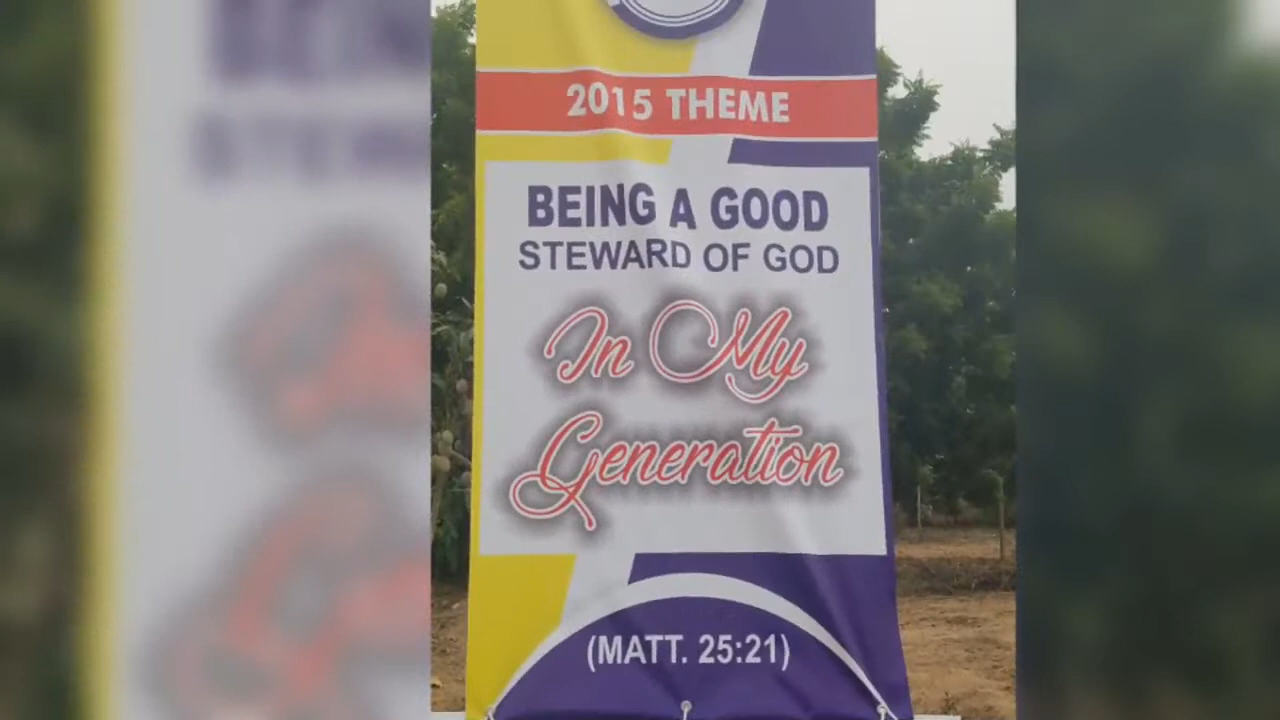 2015 THEME
BEING A GOOD
STEWARD OF GOD
In My
Generation
(MATT. 25:21)